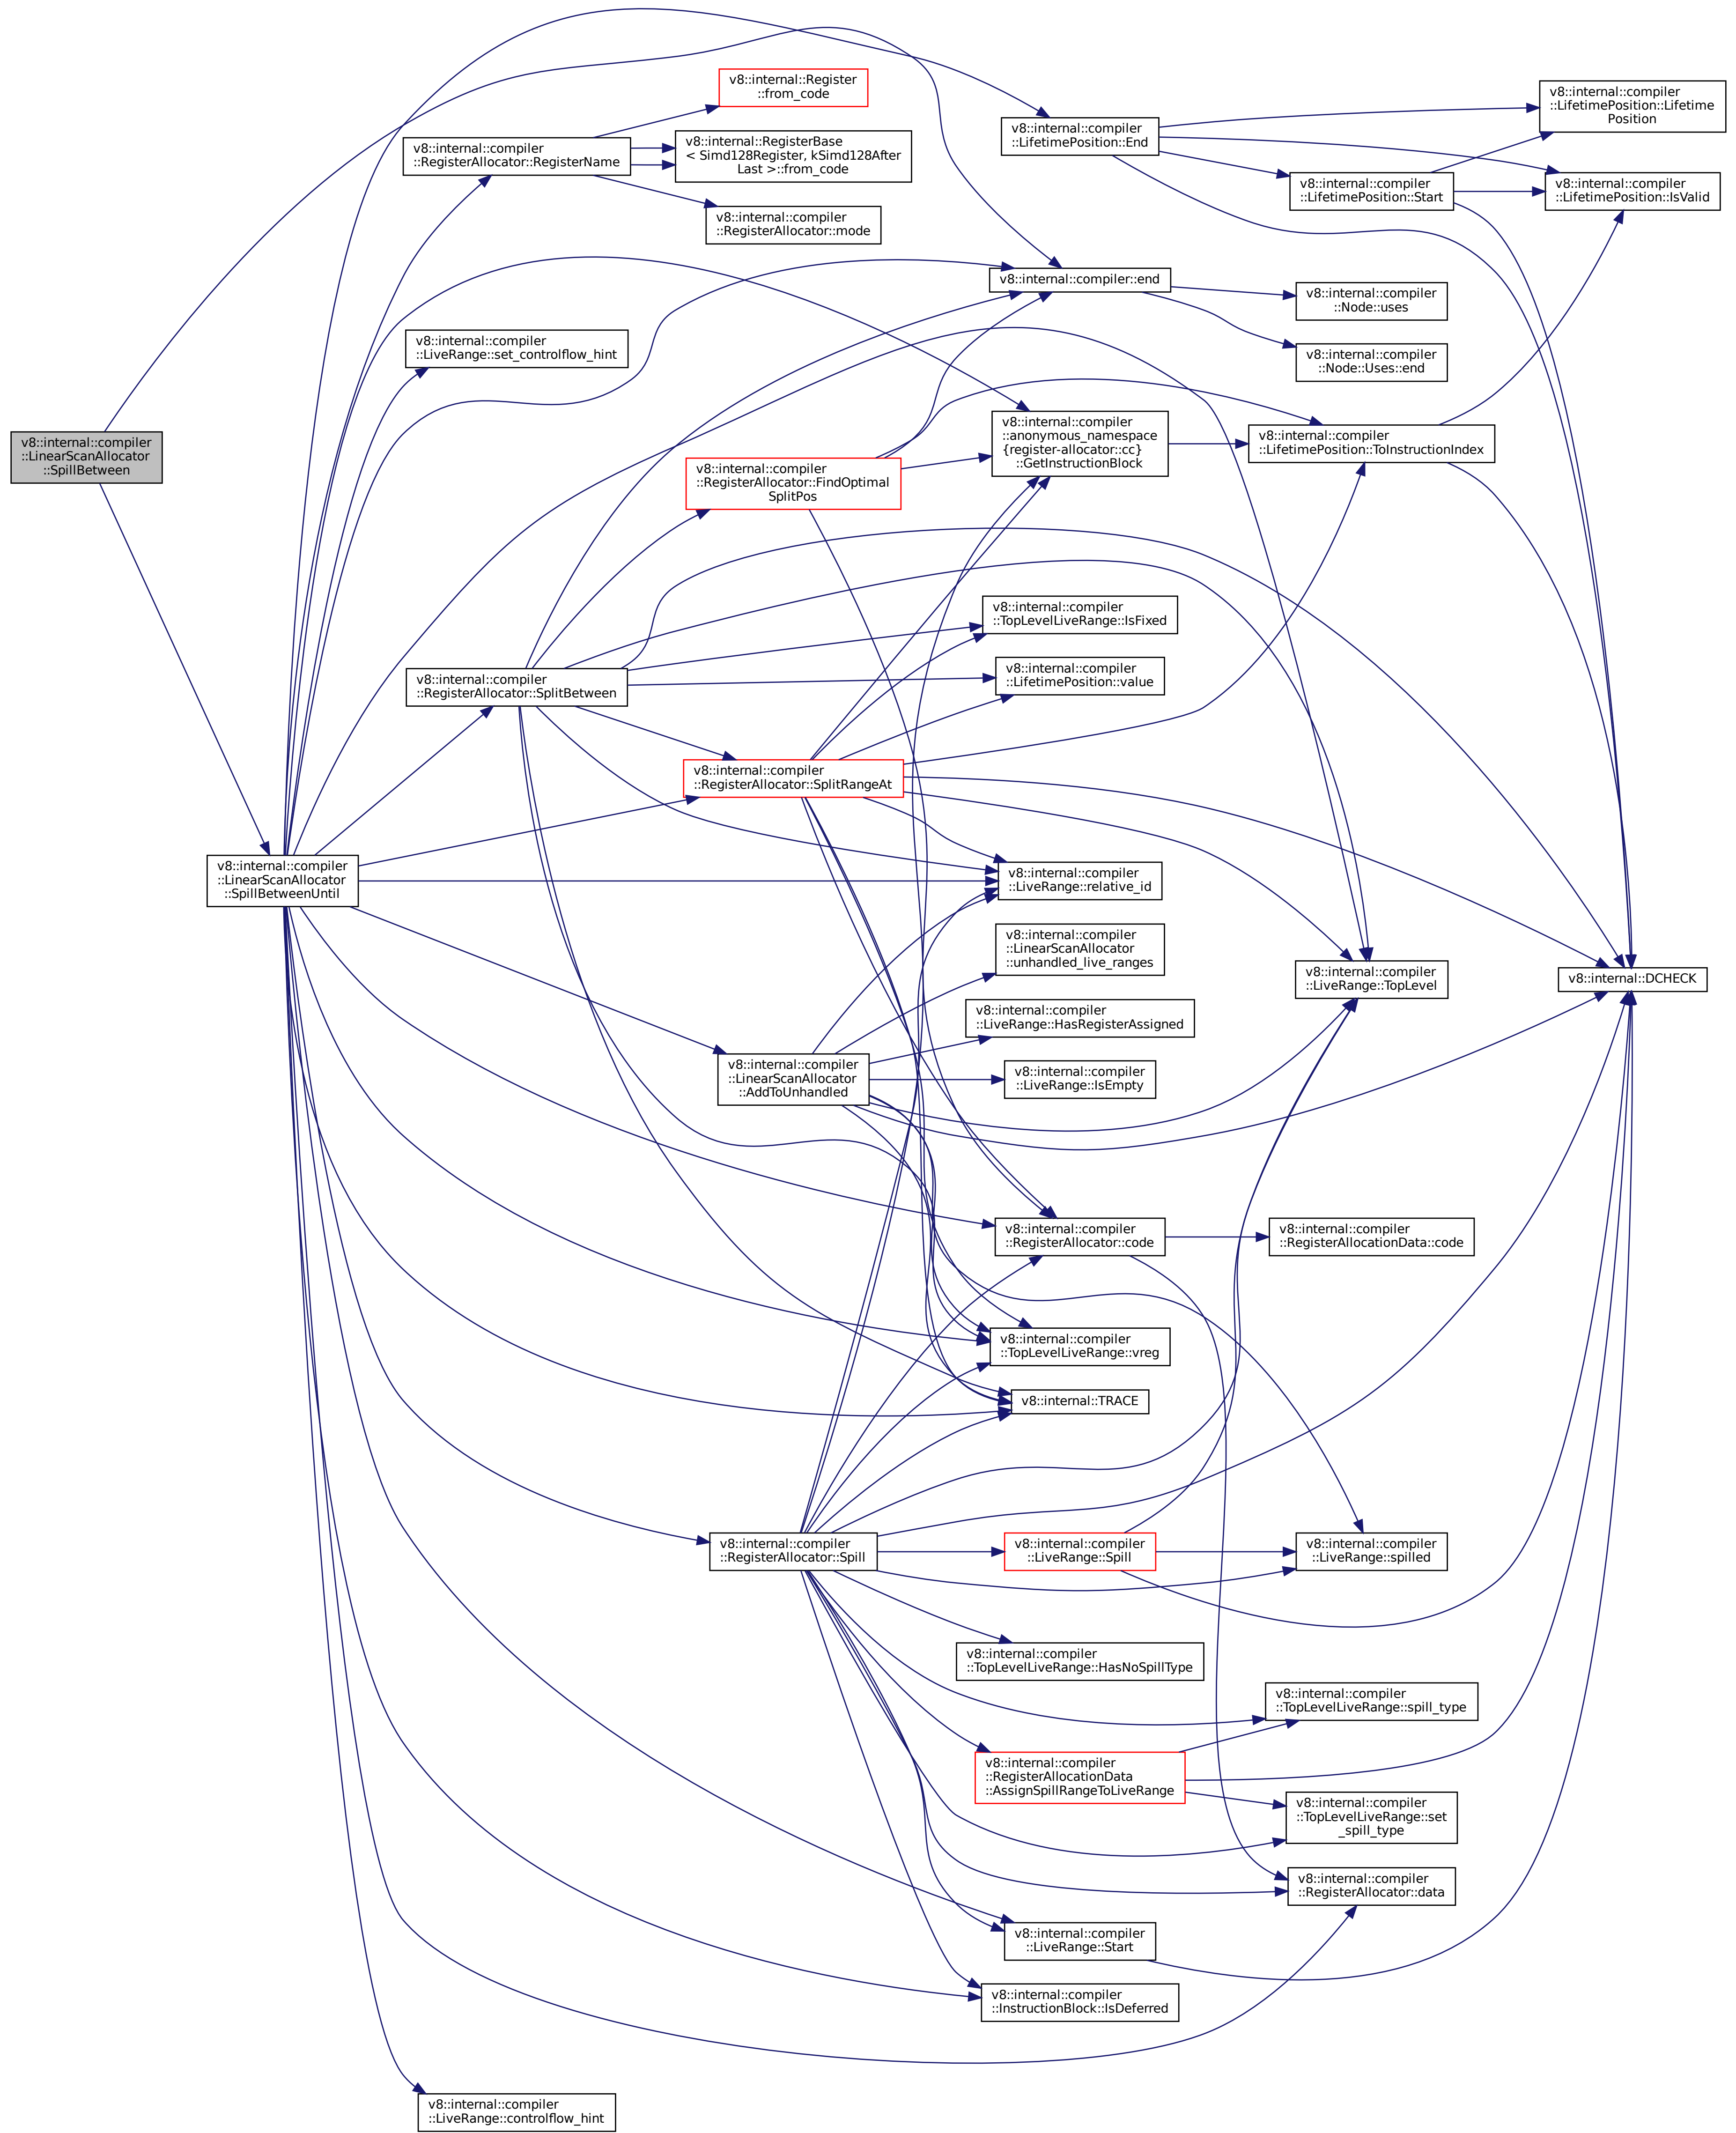 v8::internal::Register
::from_code
v8::internal::compiler
::LifetimePosition::Lifetime
Position
v8::internal::compiler
::LifetimePosition::End
v8::internal::compiler
::RegisterAllocator::RegisterName
v8::internal::RegisterBase
< Simd128Register, kSimd128After
Last >::from_code
v8::internal::compiler
::LifetimePosition::Start
v8::internal::compiler
::LifetimePosition::IsValid
v8::internal::compiler
::RegisterAllocator::mode
v8::internal::compiler::end
v8::internal::compiler
::Node::uses
v8::internal::compiler
::LiveRange::set_controlflow_hint
v8::internal::compiler
::Node::Uses::end
v8::internal::compiler
::LinearScanAllocator
::SpillBetween
v8::internal::compiler
::RegisterAllocator::FindOptimal
SplitPos
v8::internal::compiler
::anonymous_namespace
{register-allocator::cc}
::GetInstructionBlock
v8::internal::compiler
::LifetimePosition::ToInstructionIndex
v8::internal::compiler
::TopLevelLiveRange::IsFixed
v8::internal::compiler
::RegisterAllocator::SplitBetween
v8::internal::compiler
::LifetimePosition::value
v8::internal::compiler
::RegisterAllocator::SplitRangeAt
v8::internal::compiler
::LinearScanAllocator
::SpillBetweenUntil
v8::internal::compiler
::LiveRange::relative_id
v8::internal::compiler
::LinearScanAllocator
::unhandled_live_ranges
v8::internal::compiler
::LiveRange::TopLevel
v8::internal::DCHECK
v8::internal::compiler
::LiveRange::HasRegisterAssigned
v8::internal::compiler
::LinearScanAllocator
::AddToUnhandled
v8::internal::compiler
::LiveRange::IsEmpty
v8::internal::compiler
::RegisterAllocator::code
v8::internal::compiler
::RegisterAllocationData::code
v8::internal::compiler
::TopLevelLiveRange::vreg
v8::internal::TRACE
v8::internal::compiler
::RegisterAllocator::Spill
v8::internal::compiler
::LiveRange::Spill
v8::internal::compiler
::LiveRange::spilled
v8::internal::compiler
::TopLevelLiveRange::HasNoSpillType
v8::internal::compiler
::TopLevelLiveRange::spill_type
v8::internal::compiler
::RegisterAllocationData
::AssignSpillRangeToLiveRange
v8::internal::compiler
::TopLevelLiveRange::set
_spill_type
v8::internal::compiler
::RegisterAllocator::data
v8::internal::compiler
::LiveRange::Start
v8::internal::compiler
::InstructionBlock::IsDeferred
v8::internal::compiler
::LiveRange::controlflow_hint